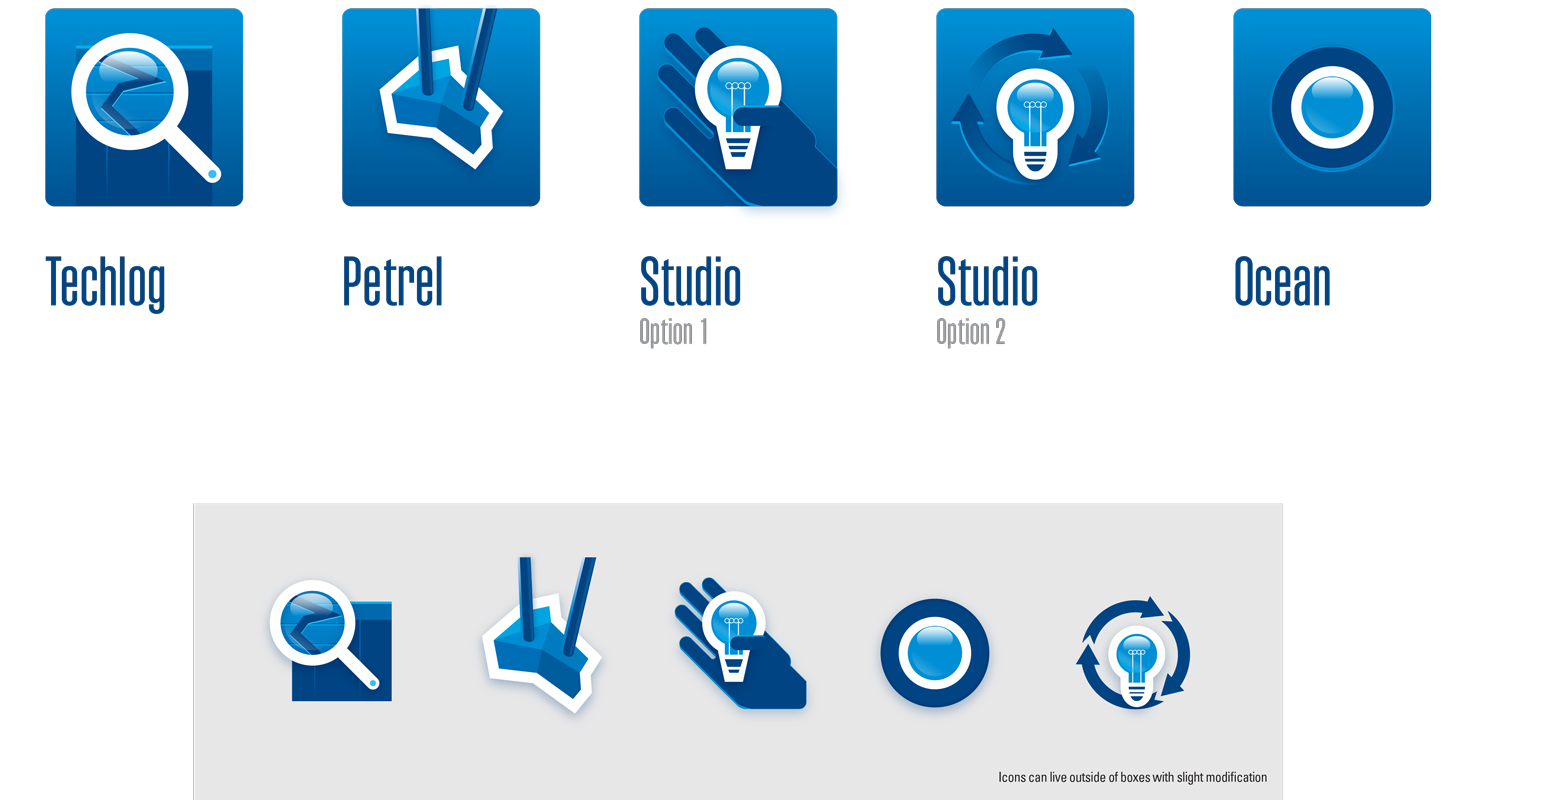 Techlog
Petrel
Studio
Option 1
Studio
Option 2
Ocean
Icons can live outside of boxes with slight modification